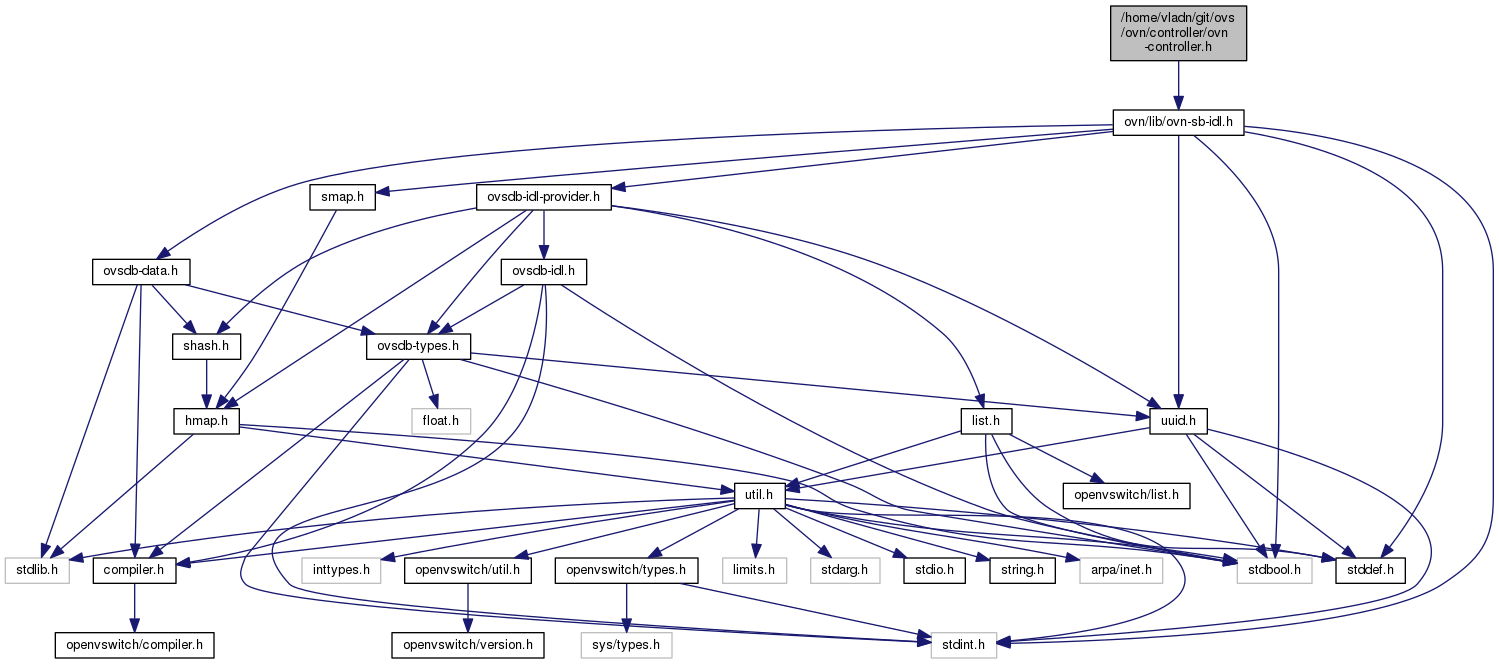 /home/vladn/git/ovs
/ovn/controller/ovn
-controller.h
ovn/lib/ovn-sb-idl.h
smap.h
ovsdb-idl-provider.h
ovsdb-data.h
ovsdb-idl.h
shash.h
ovsdb-types.h
hmap.h
float.h
list.h
uuid.h
util.h
openvswitch/list.h
stdlib.h
compiler.h
inttypes.h
openvswitch/util.h
openvswitch/types.h
limits.h
stdarg.h
stdio.h
string.h
arpa/inet.h
stdbool.h
stddef.h
openvswitch/compiler.h
openvswitch/version.h
sys/types.h
stdint.h